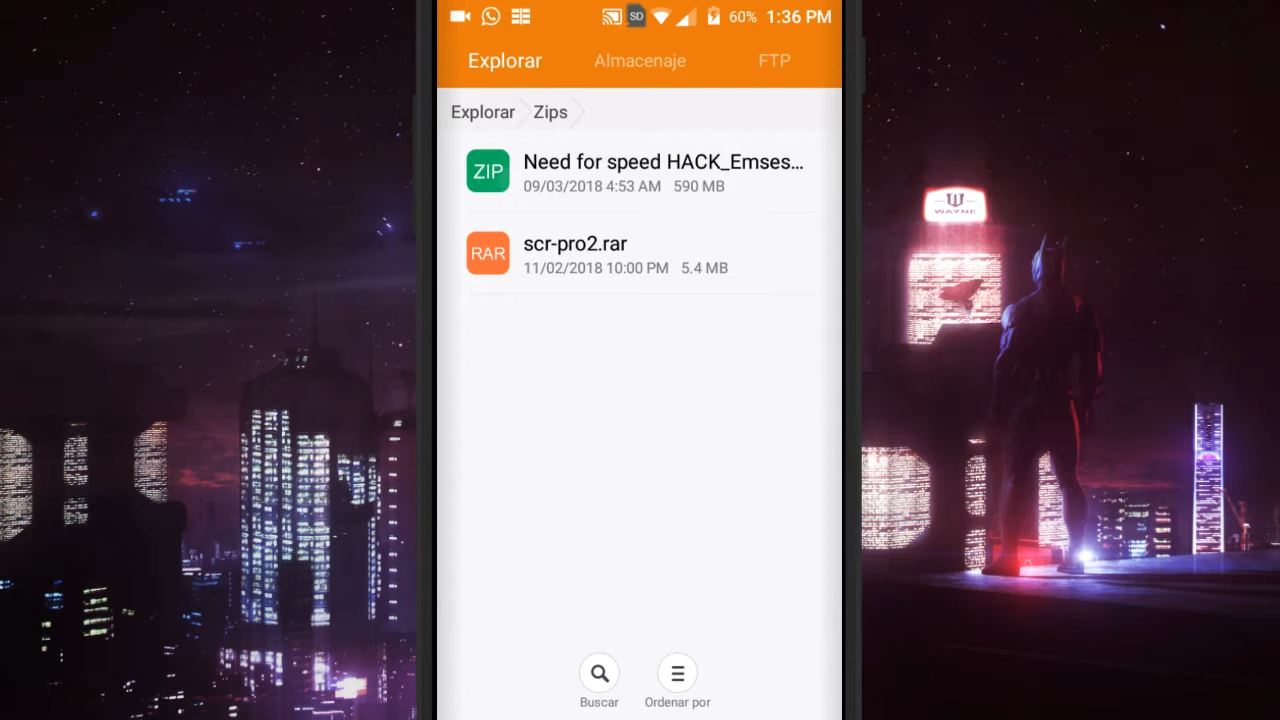 SD 60% 1:36 PM
Explorar Almacenaje FTP
Explorar Zips
ZIP Need for speed HACK_Emses...
09/03/2018 4:53 AM 590 MB
RAR scr-pro2.rar
11/02/2018 10:00 PM 5.4 MB
WAYNE
Buscar Ordenar por